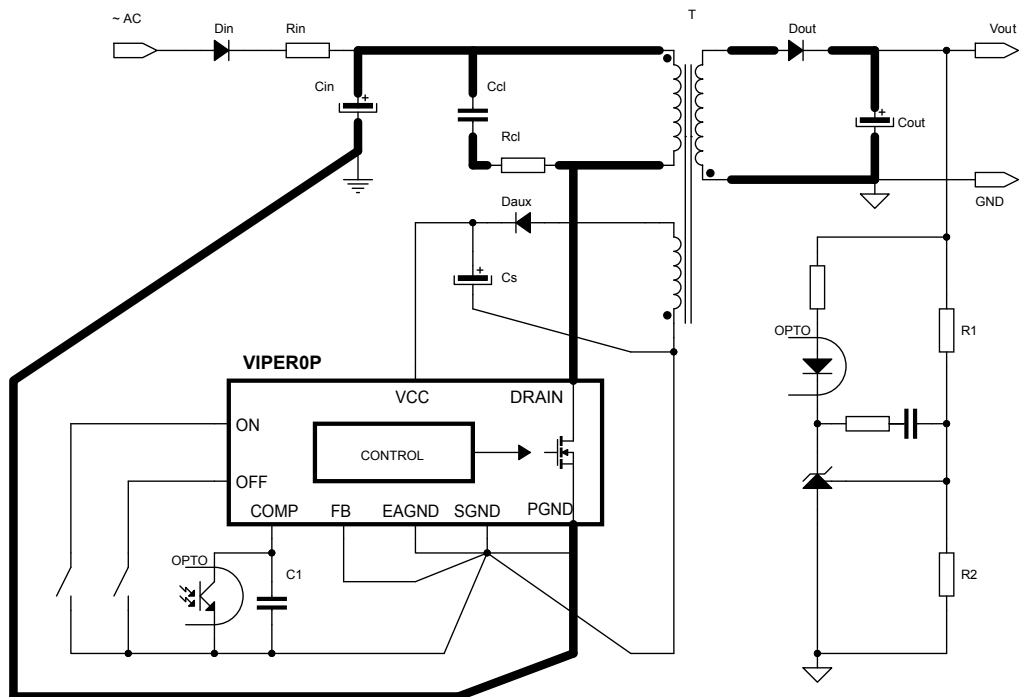 ~ AC
Din
Rin
T
Dout
Vout
Cin
+
Ccl
Rcl
+
Cout
GND
Daux
+
Cs
OPTO
R1
VIPER0P
VCC
DRAIN
ON
CONTROL
OFF
COMP
FB
EAGND
SGND
PGND
OPTO
C1
R2